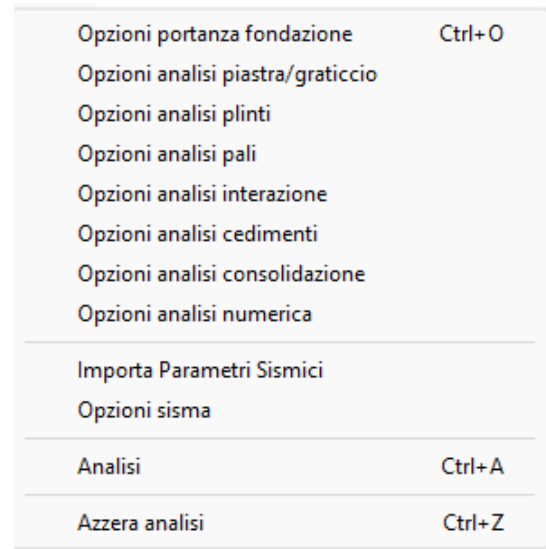 Opzioni portanza fondazione Ctrl+O
Opzioni analisi piastra/graticcio
Opzioni analisi plinti
Opzioni analisi pali
Opzioni analisi interazione
Opzioni analisi cedimenti
Opzioni analisi consolidazione
Opzioni analisi numerica
Importa Parametri Sismici
Opzioni sisma
Analisi Ctrl+A
Azzera analisi Ctrl+Z